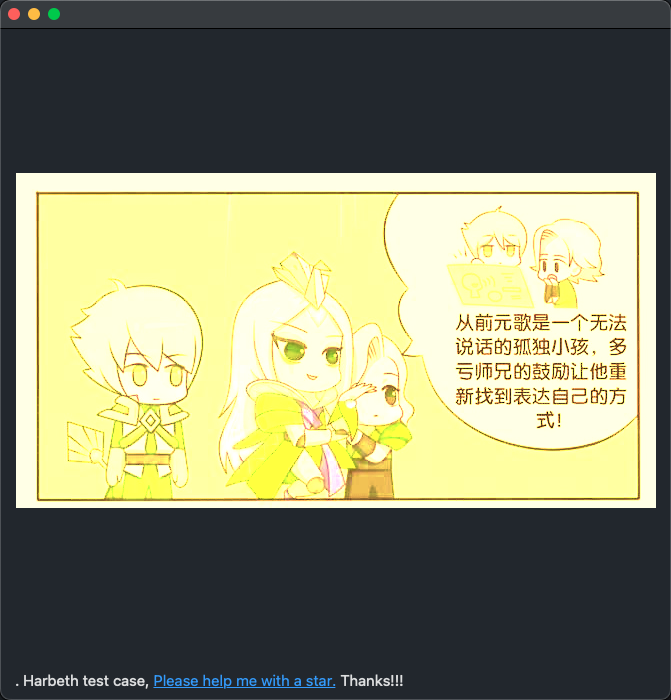 从前元歌是一个无法
说话的孤独小孩，多
亏师兄的鼓励让他重
新找到表达自己的方
式！
. Harbeth test case, Please help me with a star. Thanks!!!